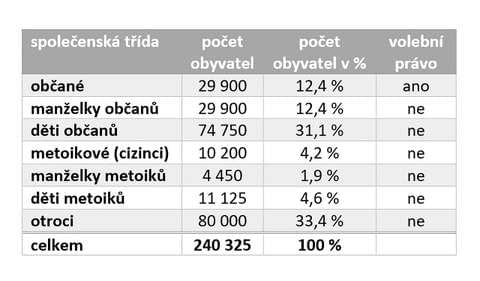 společenská třída počet obyvatel počet obyvatel v % volební právo
občané 29 900 12,4 % ano
manželky občanů 29 900 12,4 % ne
děti občanů 74 750 31,1 % ne
metoikové (cizinci) 10 200 4,2 % ne
manželky metoiků 4 450 1,9 % ne
děti metoiků 11 125 4,6 % ne
otroci 80 000 33,4 % ne
celkem 240 325 100 %